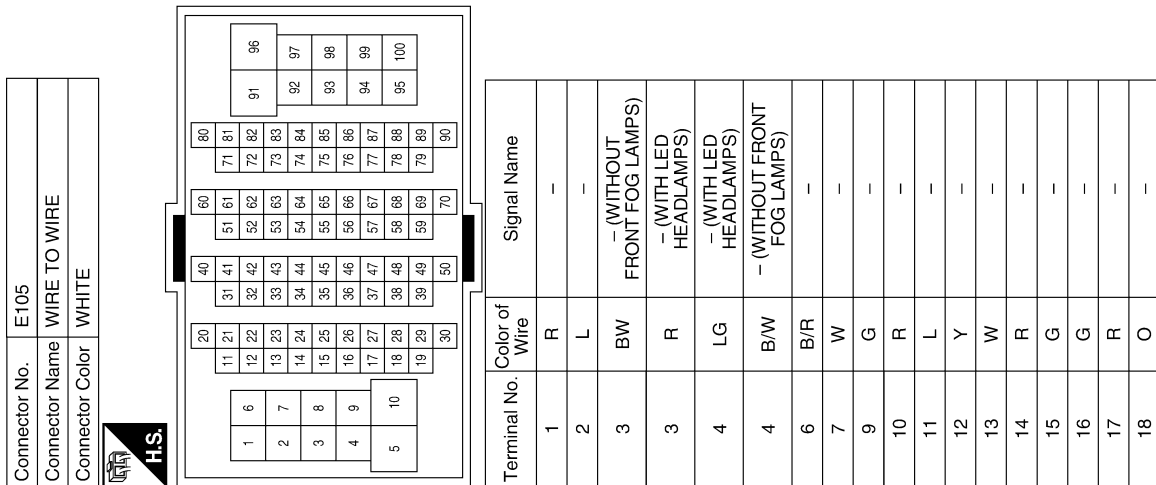 Connector No. E105
Connector Name WIRE TO WIRE
Connector Color WHITE
H.S.
20 40 60 80
11 21 31 41 51 61 71 81
1 6 12 22 32 42 52 62 72 82 91 96
13 23 33 43 53 63 73 83
2 7 14 24 34 44 54 64 74 84 92 97
3 8 15 25 35 45 55 65 75 85 93 98
16 26 36 46 56 66 76 86
4 9 17 27 37 47 57 67 77 87 94 99
5 10 18 28 38 48 58 68 78 88 95 100
19 29 39 49 59 69 79 89
30 50 70 90
Terminal No. Color of Signal Name
Wire
1 R –
2 L –
3 BW – (WITHOUT
FRONT FOG LAMPS)
3 R – (WITH LED
HEADLAMPS)
4 LG – (WITH LED
HEADLAMPS)
4 B/W – (WITHOUT FRONT
FOG LAMPS)
6 B/R –
7 W –
9 G –
10 R –
11 L –
12 Y –
13 W –
14 R –
15 G –
16 G –
17 R –
18 O –